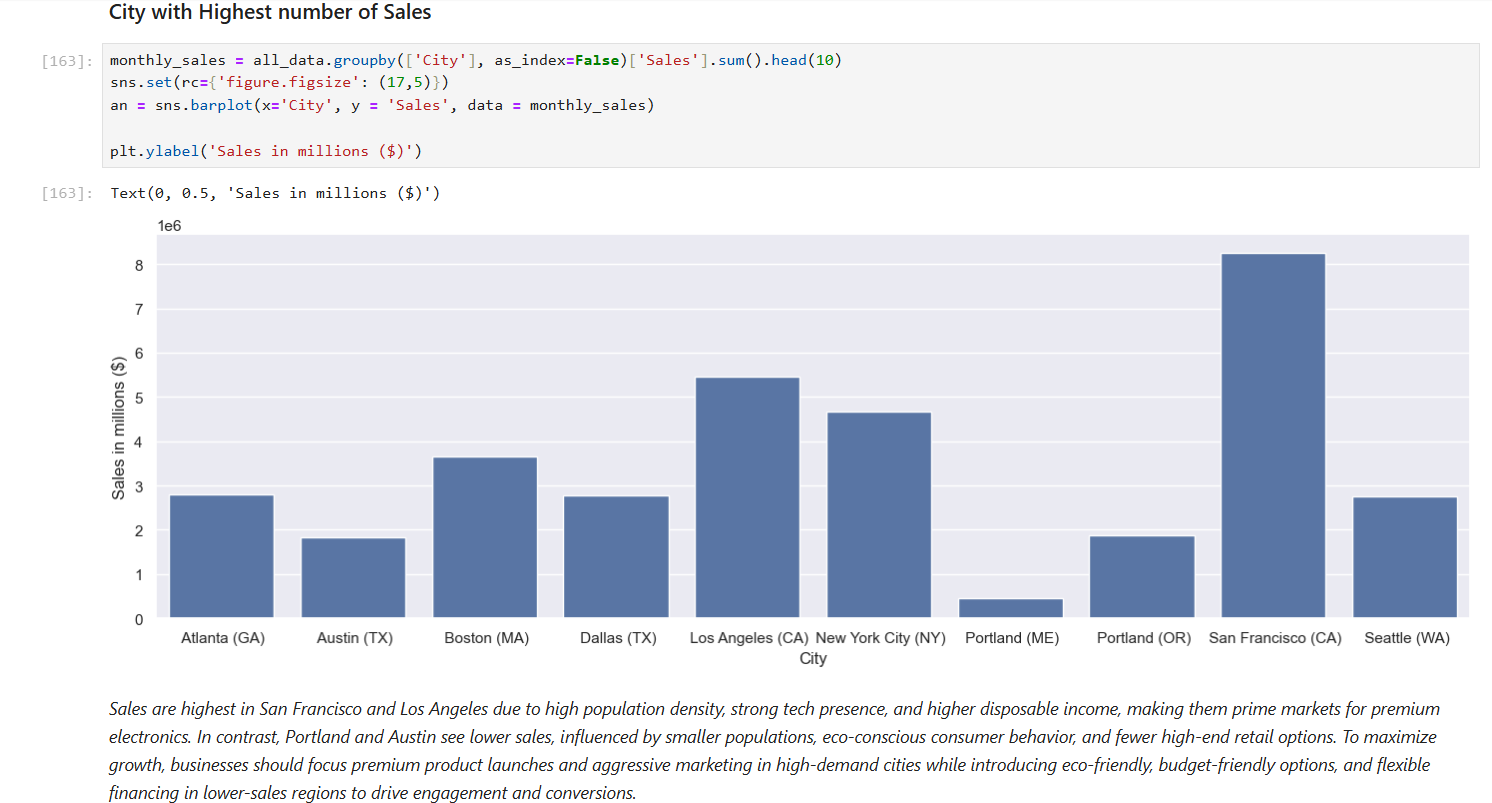 City with Highest number of Sales
[163]: monthly_sales = all_data.groupby(['City'], as_index=False)['Sales'].sum().head(10)
sns.set(rc={'figure.figsize': (17,5)})
an = sns.barplot(x='City', y = 'Sales', data = monthly_sales)
plt.ylabel('Sales in millions ($)')
[163]: Text(0, 0.5, 'Sales in millions ($)')
1e6
8
7
6
5
4
3
2
1
0
Sales in millions ($)
Atlanta (GA) Austin (TX) Boston (MA) Dallas (TX) Los Angeles (CA) New York City (NY) Portland (ME) Portland (OR) San Francisco (CA) Seattle (WA)
City
Sales are highest in San Francisco and Los Angeles due to high population density, strong tech presence, and higher disposable income, making them prime markets for premium
electronics. In contrast, Portland and Austin see lower sales, influenced by smaller populations, eco-conscious consumer behavior, and fewer high-end retail options. To maximize
growth, businesses should focus premium product launches and aggressive marketing in high-demand cities while introducing eco-friendly, budget-friendly options, and flexible
financing in lower-sales regions to drive engagement and conversions.